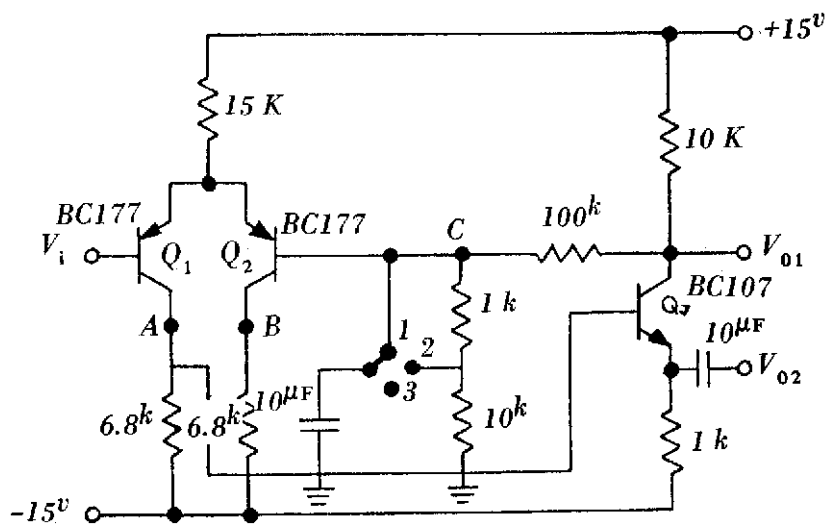 +15ᵛ
15 K
10 K
BC177
BC177
100ᵏ
C
Vᵢ
Q₁
Q₂
V₀₁
BC107
A
B
1
1 k
2
3
10μF
V₀₂
6.8ᵏ
6.8ᵏ
10μF
10ᵏ
1 k
-15ᵛ